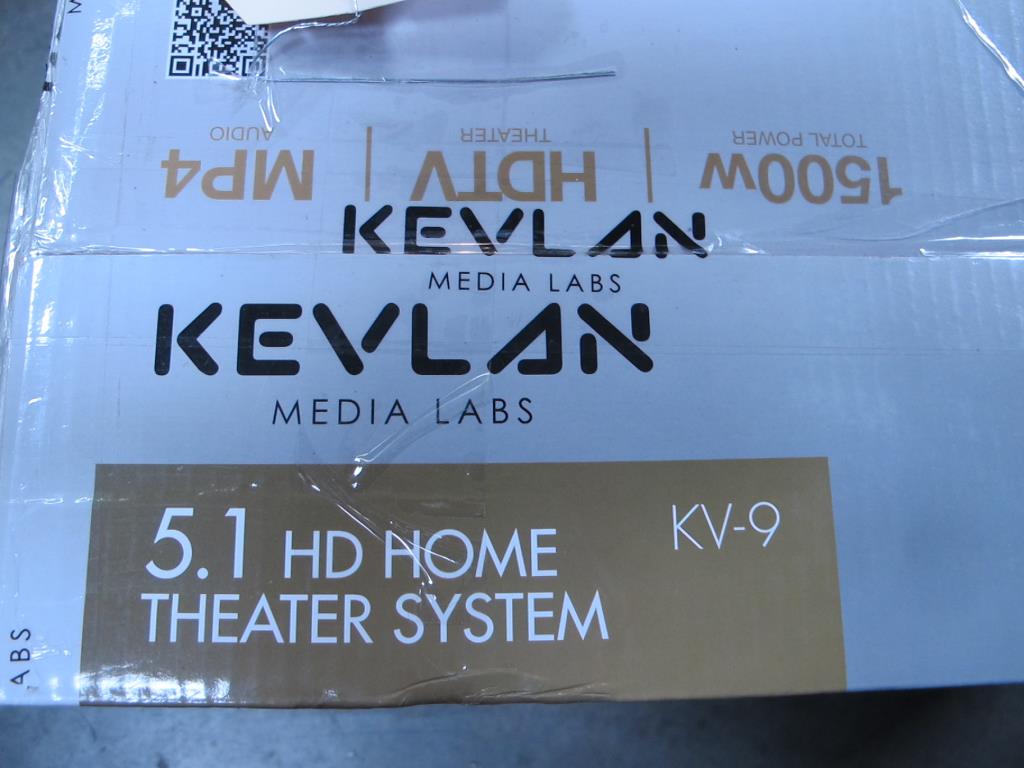 MP4
AUDIO
HDTV
THEATER
1500w
TOTAL POWER
KEVLAN
MEDIA LABS
KEVLAN
MEDIA LABS
5.1 HD HOME
THEATER SYSTEM
KV-9
ABS
M